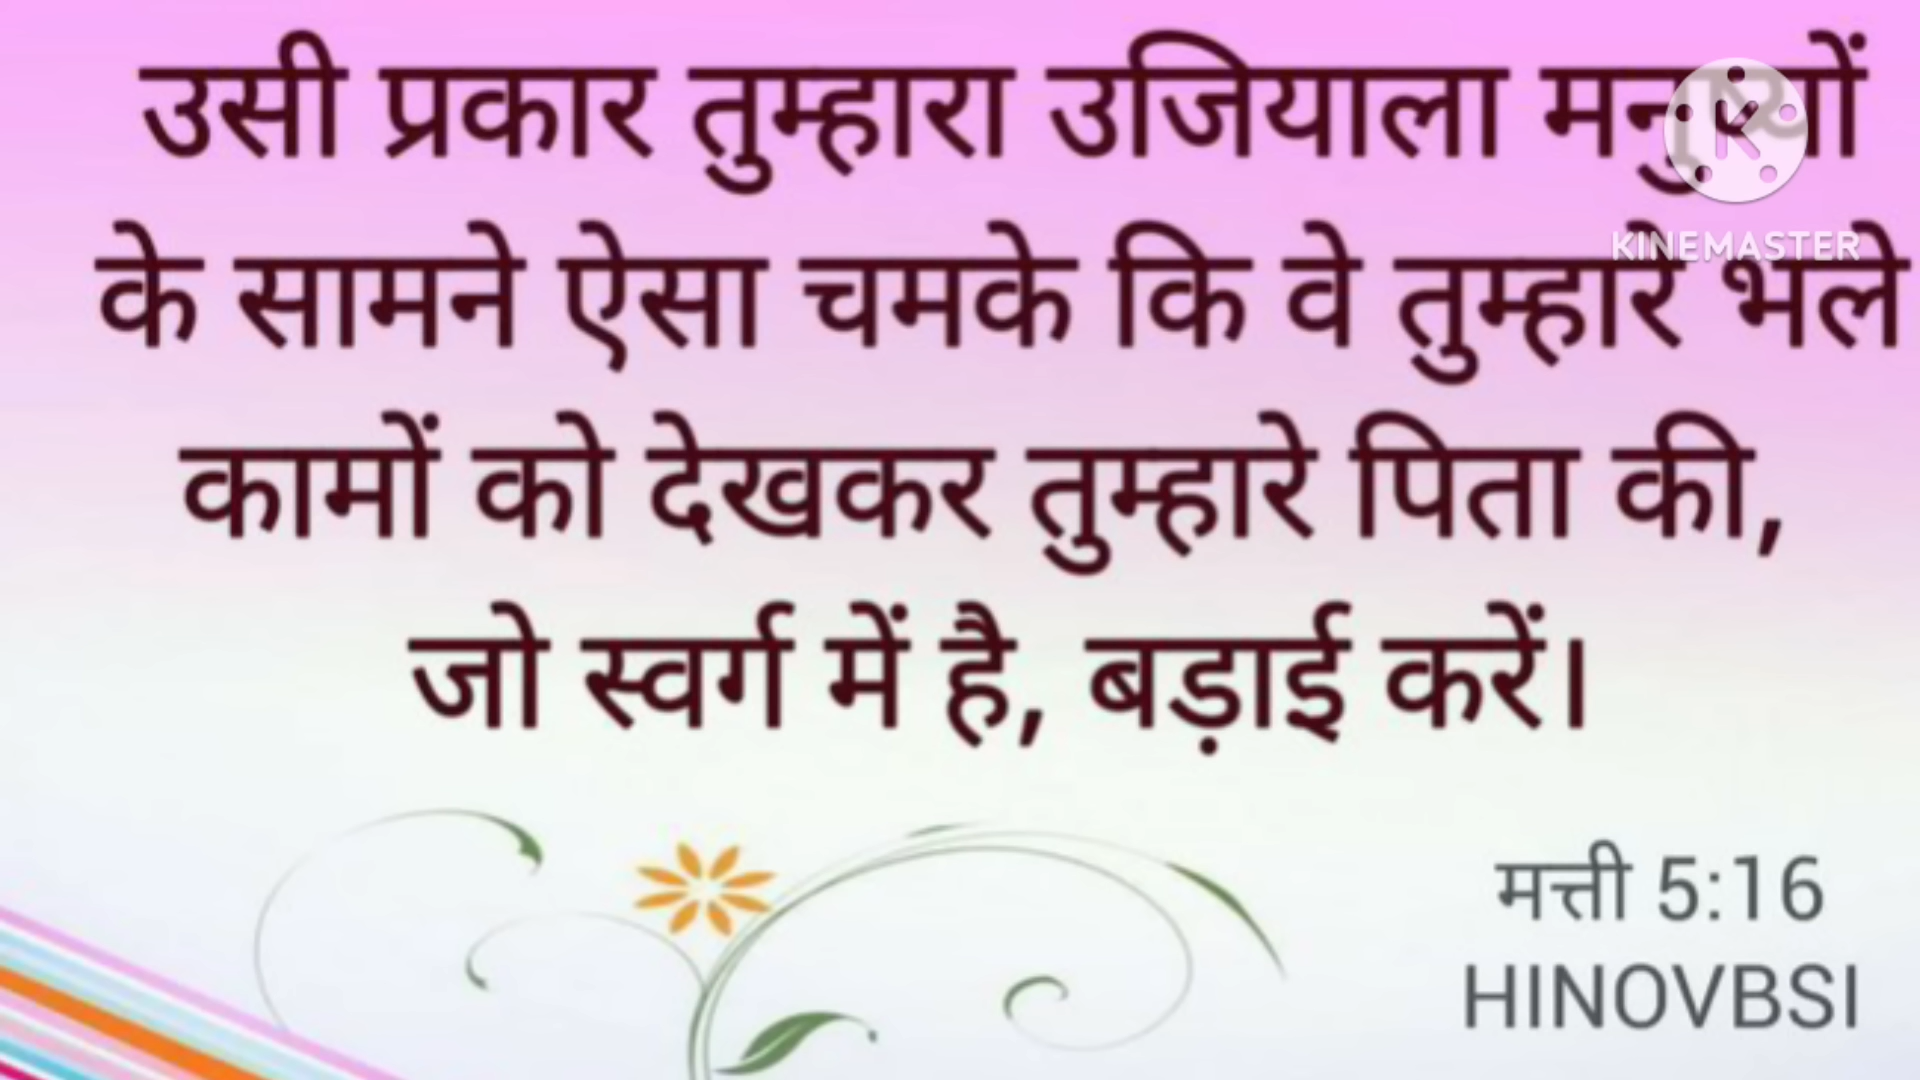 उसी प्रकार तुम्हारा उजियाला मनुष्यों
KINEMASTER
के सामने ऐसा चमके कि वे तुम्हारे भले
कामों को देखकर तुम्हारे पिता की,
जो स्वर्ग में है, बड़ाई करें।
मत्ती 5:16
HINOVBSI